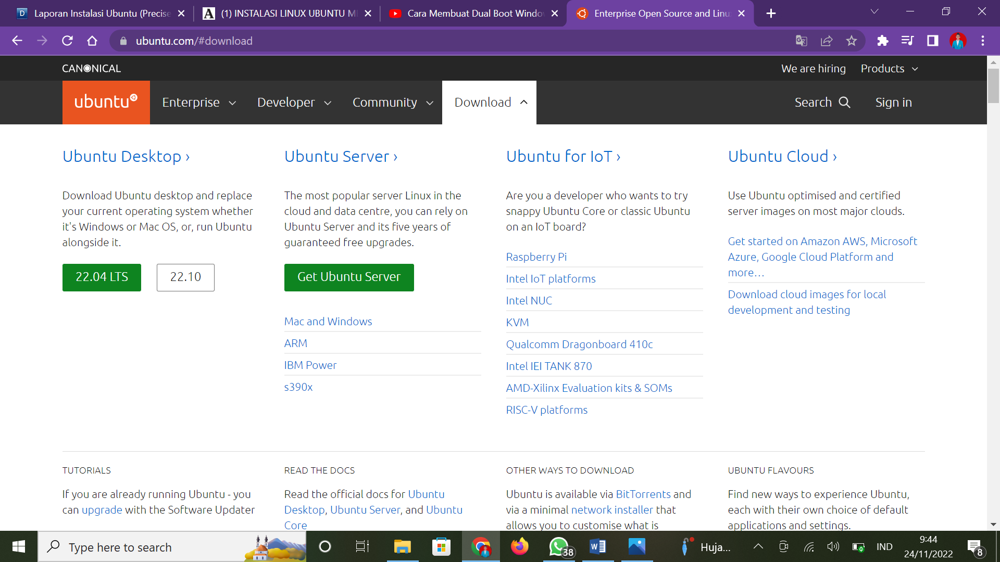 Laporan Instalasi Ubuntu (Precise
(1) INSTALASI LINUX UBUNTU M
Cara Membuat Dual Boot Windo
Enterprise Open Source and Linu
ubuntu.com/#download
CANONICAL
We are hiring
Products
ubuntu
Enterprise
Developer
Community
Download
Search
Sign in
Ubuntu Desktop ›
Download Ubuntu desktop and replace
your current operating system whether
it's Windows or Mac OS, or, run Ubuntu
alongside it.
22.04 LTS
22.10
Ubuntu Server ›
The most popular server Linux in the
cloud and data centre, you can rely on
Ubuntu Server and its five years of
guaranteed free upgrades.
Get Ubuntu Server
Mac and Windows
ARM
IBM Power
s390x
Ubuntu for IoT ›
Are you a developer who wants to try
snappy Ubuntu Core or classic Ubuntu
on an IoT board?
Raspberry Pi
Intel IoT platforms
Intel NUC
KVM
Qualcomm Dragonboard 410c
Intel IEI TANK 870
AMD-Xilinx Evaluation kits & SOMs
RISC-V platforms
Ubuntu Cloud ›
Use Ubuntu optimised and certified
server images on most major clouds.
Get started on Amazon AWS, Microsoft
Azure, Google Cloud Platform and
more…
Download cloud images for local
development and testing
TUTORIALS
If you are already running Ubuntu - you
can upgrade with the Software Updater
READ THE DOCS
Read the official docs for Ubuntu
Desktop, Ubuntu Server, and Ubuntu
Core
OTHER WAYS TO DOWNLOAD
Ubuntu is available via BitTorrents and
via a minimal network installer that
allows you to customise what is
UBUNTU FLAVOURS
Find new ways to experience Ubuntu,
each with their own choice of default
applications and settings.
Type here to search
38
Huja...
IND
9:44
24/11/2022
8